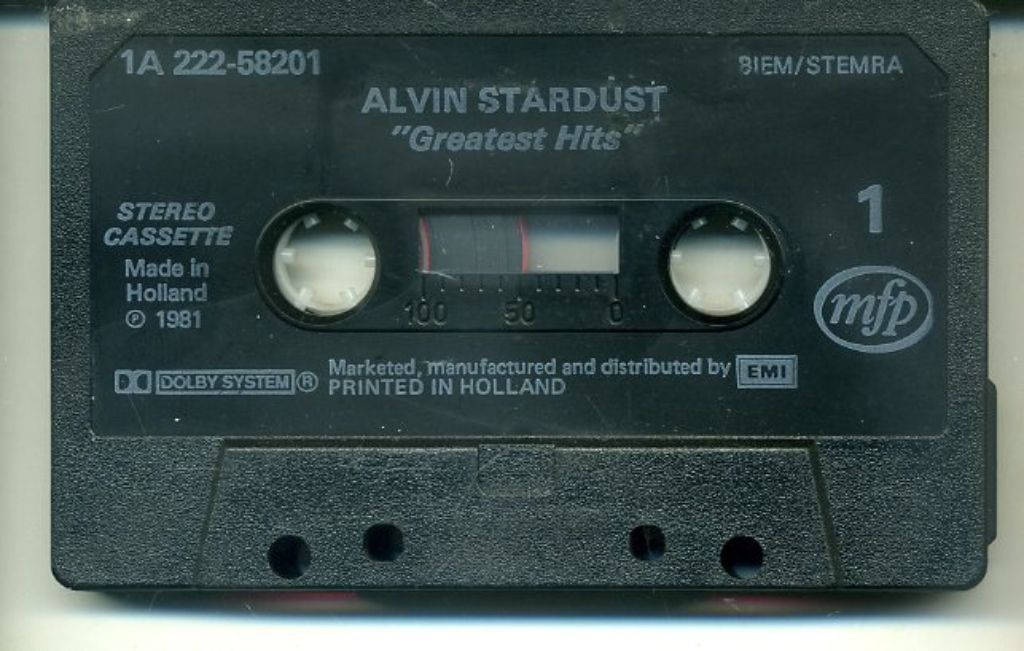 1A 222-58201
BIEM/STEMRA
ALVIN STARDUST
"Greatest Hits"
STEREO
CASSETTE
Made in
Holland
℗ 1981
1
mfp
100 50 0
DOLBY SYSTEM®
Marketed, manufactured and distributed by EMI
PRINTED IN HOLLAND